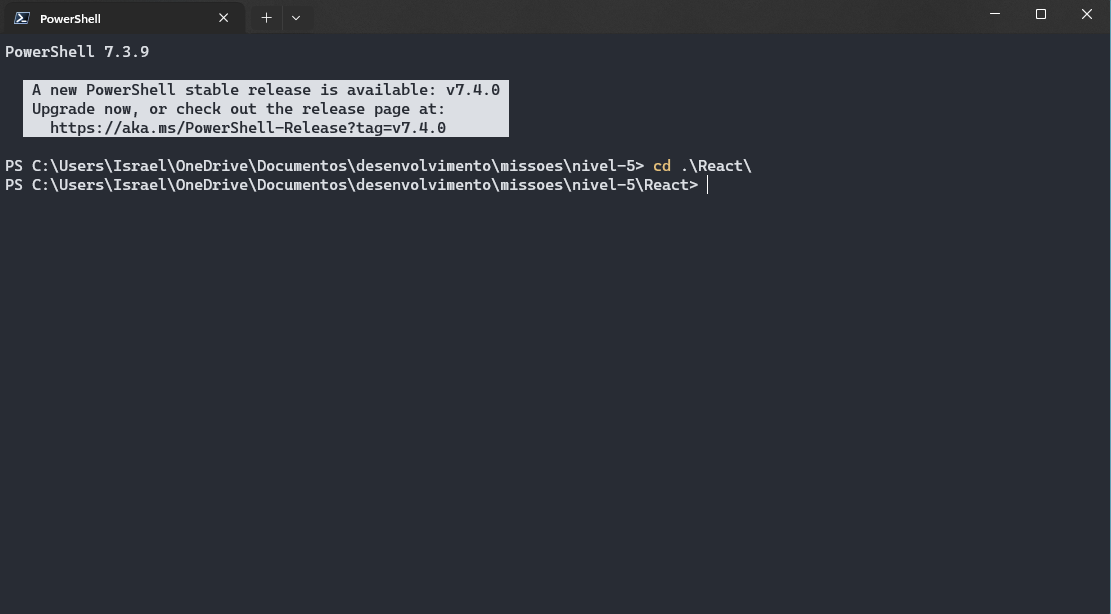 PowerShell
PowerShell 7.3.9
A new PowerShell stable release is available: v7.4.0
Upgrade now, or check out the release page at:
https://aka.ms/PowerShell-Release?tag=v7.4.0
PS C:\Users\Israel\OneDrive\Documentos\desenvolvimento\missoes\nivel-5> cd .\React\
PS C:\Users\Israel\OneDrive\Documentos\desenvolvimento\missoes\nivel-5\React>